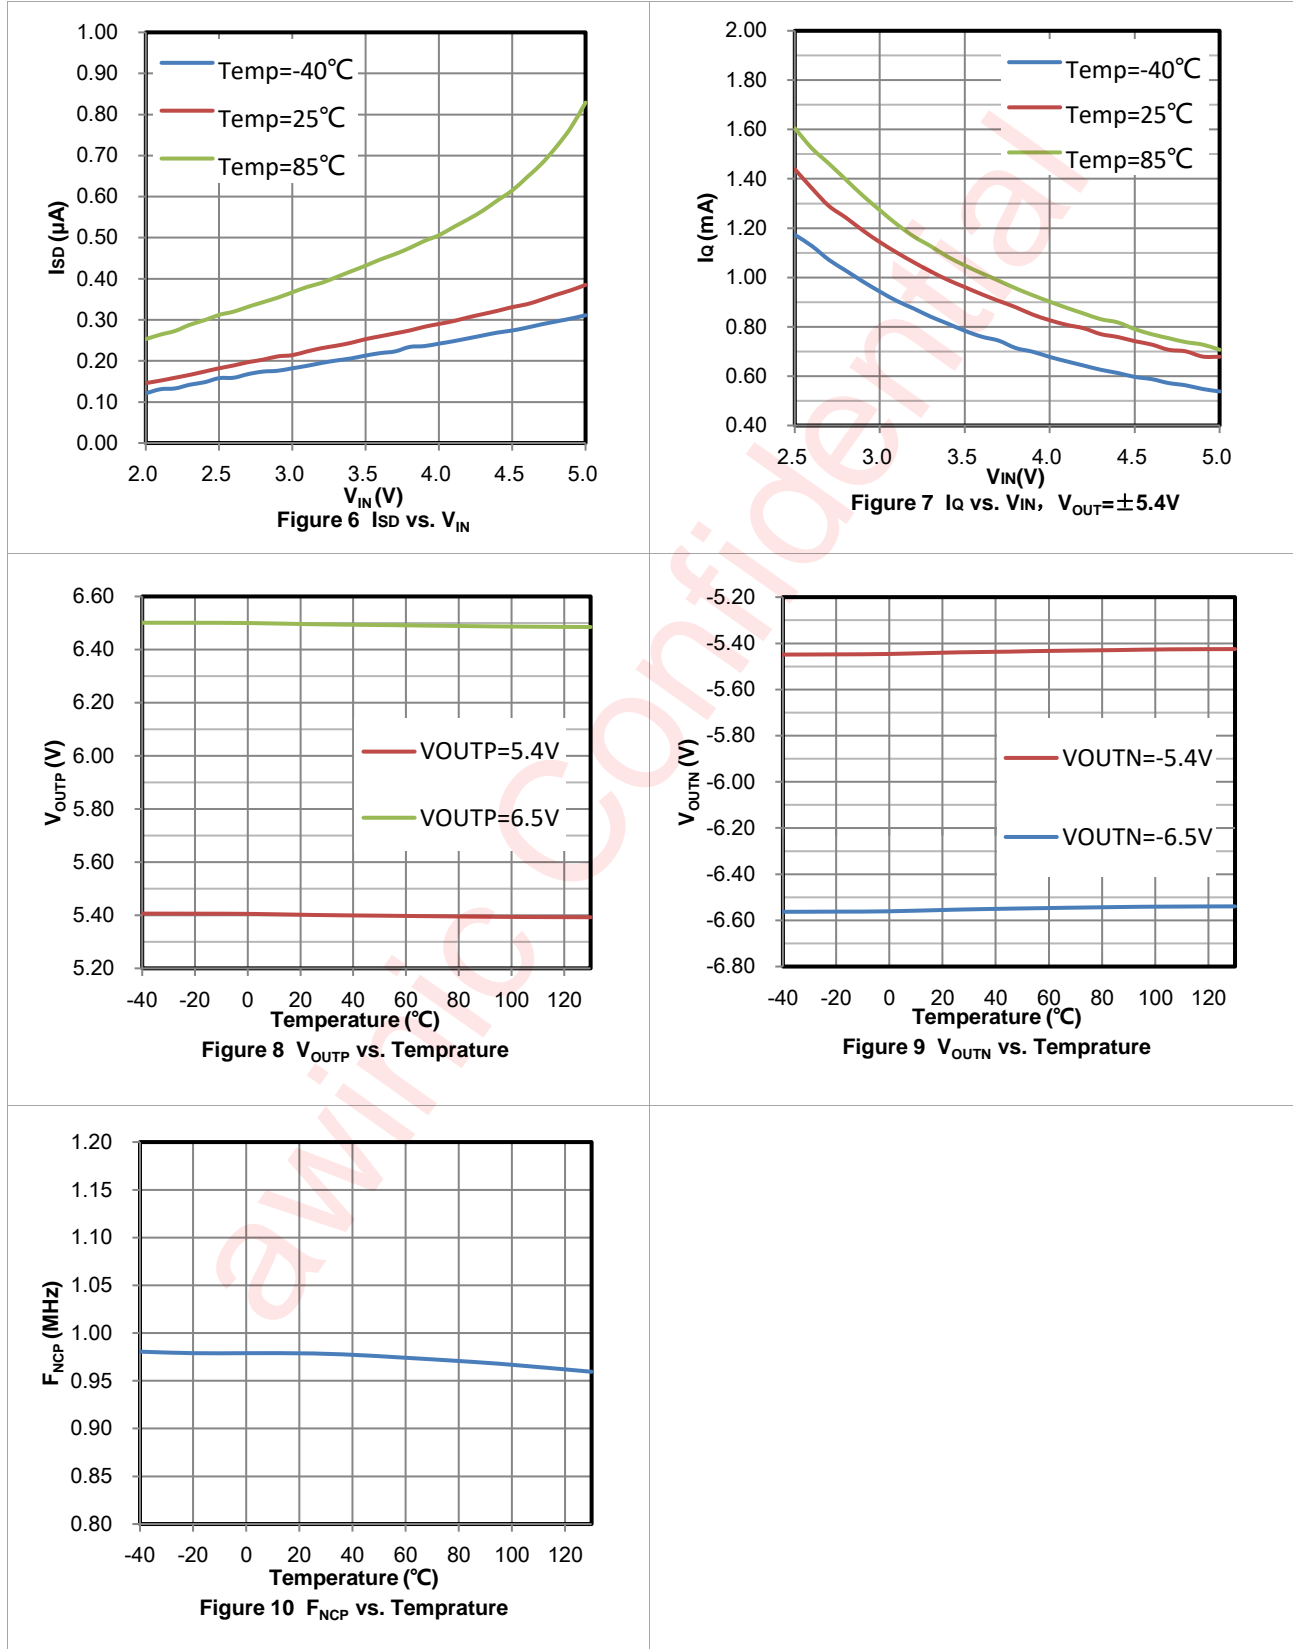 1.00
0.90
0.80
0.70
0.60
0.50
0.40
0.30
0.20
0.10
0.00
ISD (µA)
Temp=-40℃
Temp=25℃
Temp=85℃
2.0 2.5 3.0 3.5 4.0 4.5 5.0
VIN (V)
Figure 6 ISD vs. VIN
2.00
1.80
1.60
1.40
1.20
1.00
0.80
0.60
0.40
IQ (mA)
Temp=-40℃
Temp=25℃
Temp=85℃
2.5 3.0 3.5 4.0 4.5 5.0
VIN(V)
Figure 7 IQ vs. VIN, VOUT=±5.4V
6.60
6.40
6.20
6.00
5.80
5.60
5.40
5.20
VOUTP (V)
VOUTP=5.4V
VOUTP=6.5V
-40 -20 0 20 40 60 80 100 120
Temperature (℃)
Figure 8 VOUTP vs. Temprature
-5.20
-5.40
-5.60
-5.80
-6.00
-6.20
-6.40
-6.60
-6.80
VOUTN (V)
VOUTN=-5.4V
VOUTN=-6.5V
-40 -20 0 20 40 60 80 100 120
Temperature (℃)
Figure 9 VOUTN vs. Temprature
1.20
1.15
1.10
1.05
1.00
0.95
0.90
0.85
0.80
FNCP (MHz)
-40 -20 0 20 40 60 80 100 120
Temperature (℃)
Figure 10 FNCP vs. Temprature
awinic Confidential